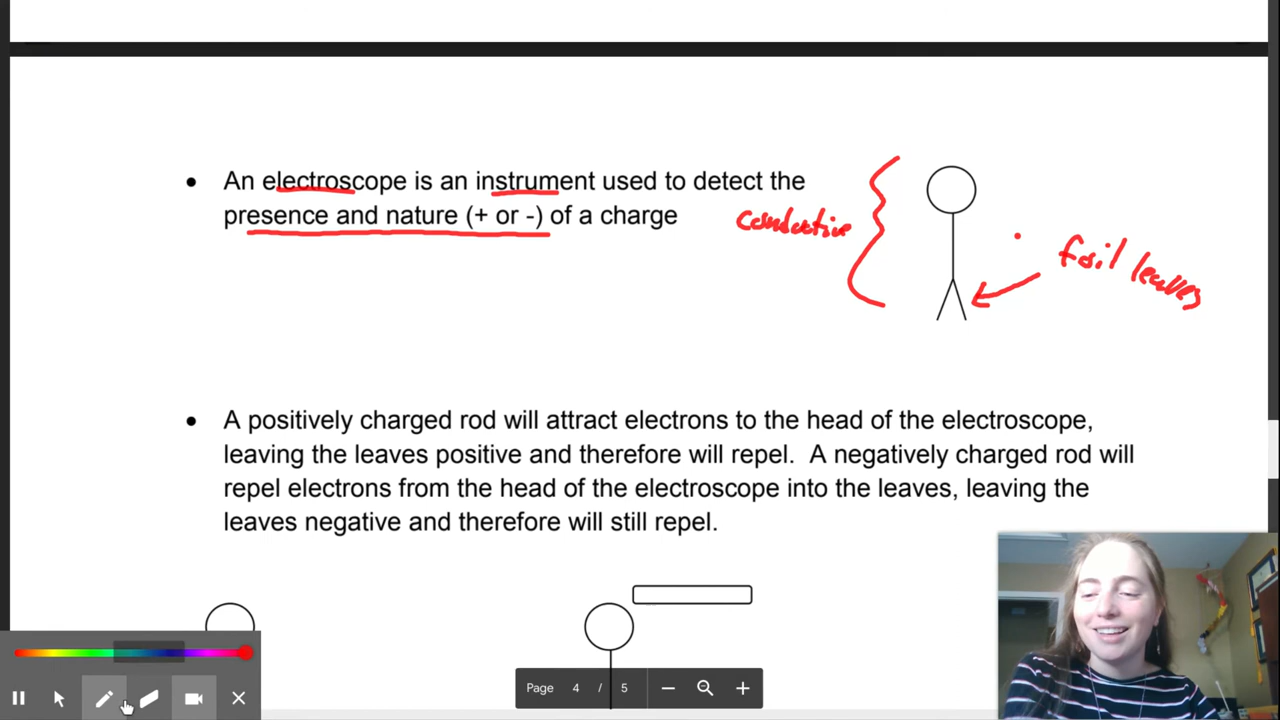 • An electroscope is an instrument used to detect the
presence and nature (+ or -) of a charge
conductive
foil leaves
• A positively charged rod will attract electrons to the head of the electroscope,
leaving the leaves positive and therefore will repel. A negatively charged rod will
repel electrons from the head of the electroscope into the leaves, leaving the
leaves negative and therefore will still repel.
Page 4 / 5